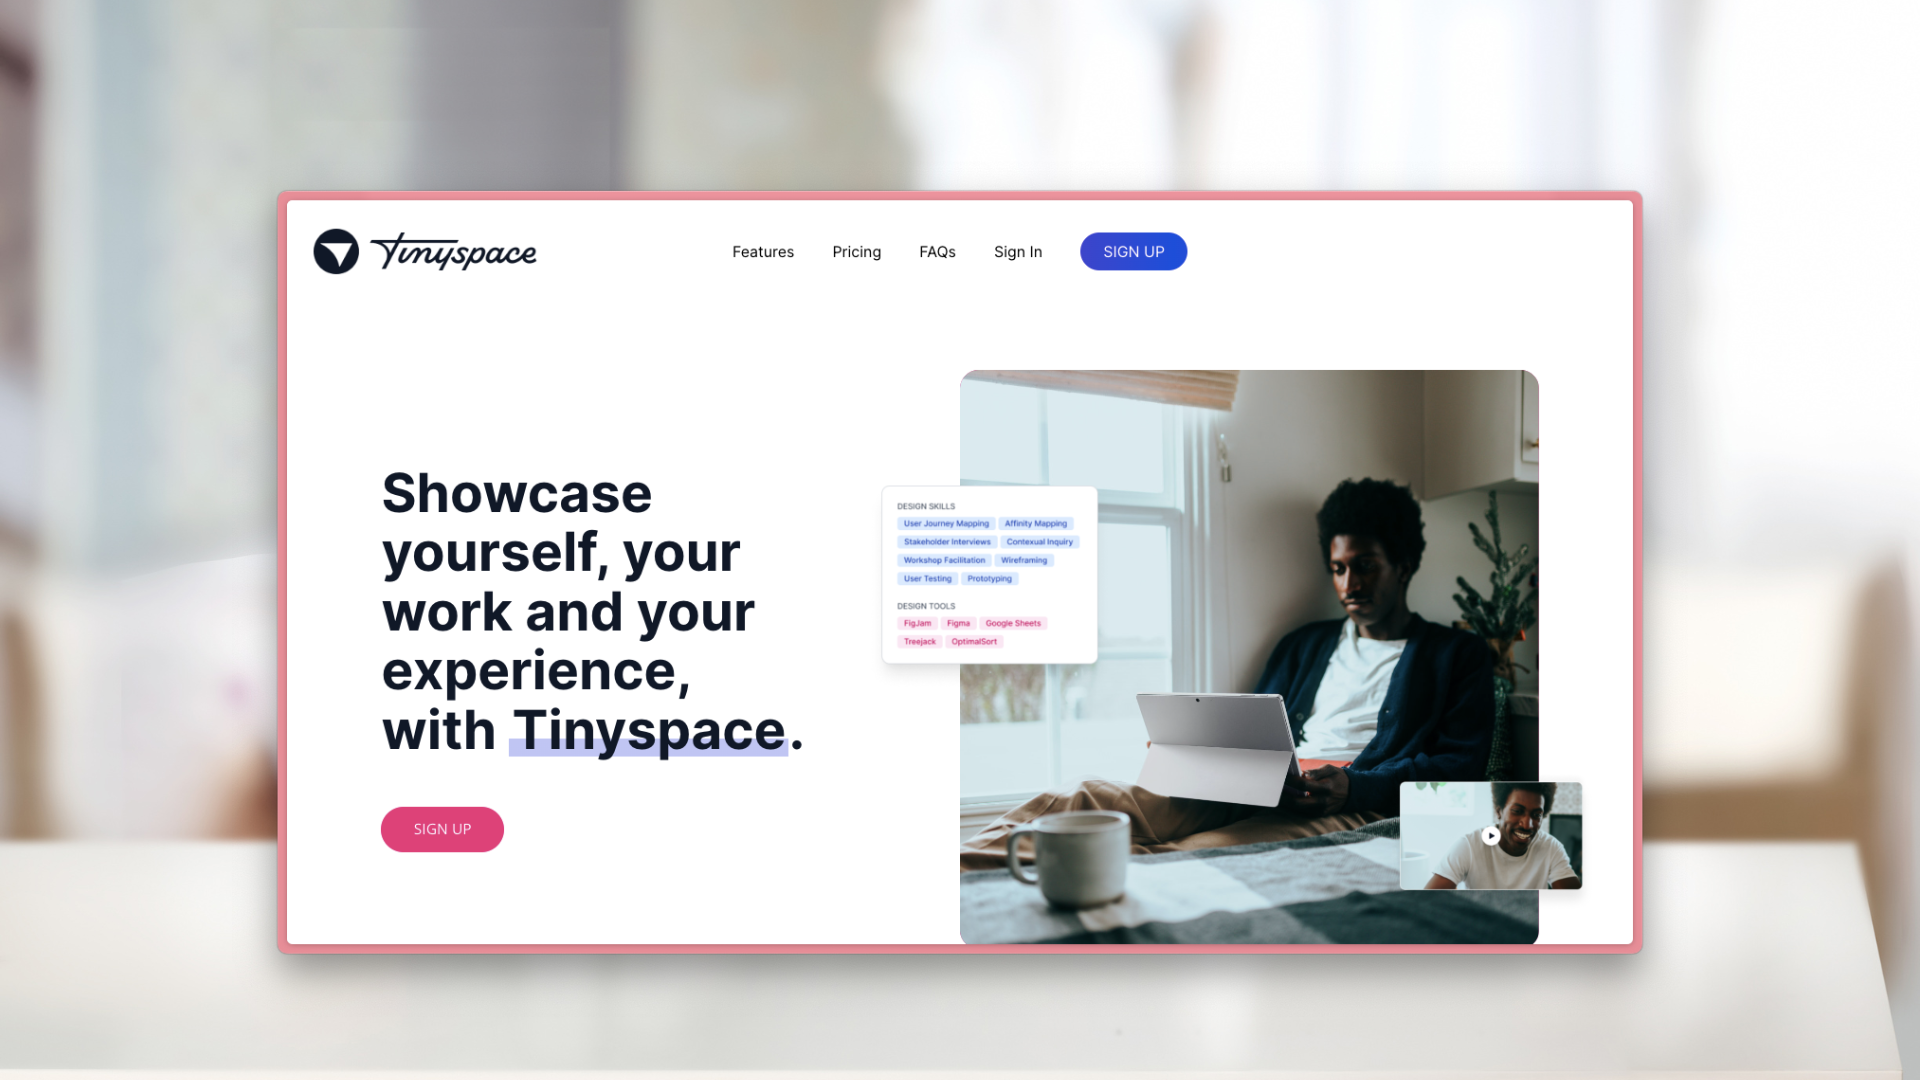 Tinyspace
Features Pricing FAQs Sign In SIGN UP
Showcase
yourself, your
work and your
experience,
with Tinyspace.
SIGN UP
DESIGN SKILLS
User Journey Mapping Affinity Mapping
Stakeholder Interviews Contexual Inquiry
Workshop Facilitation Wireframing
User Testing Prototyping
DESIGN TOOLS
FigJam Figma Google Sheets
Treejack OptimalSort